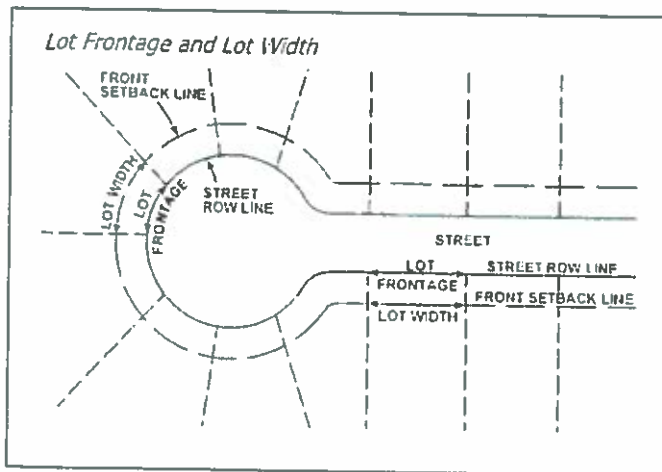 Lot Frontage and Lot Width
FRONT
SETBACK LINE
LOT WIDTH
LOT
FRONTAGE
STREET
ROW LINE
STREET
LOT
FRONTAGE
STREET ROW LINE
FRONT SETBACK LINE
LOT WIDTH